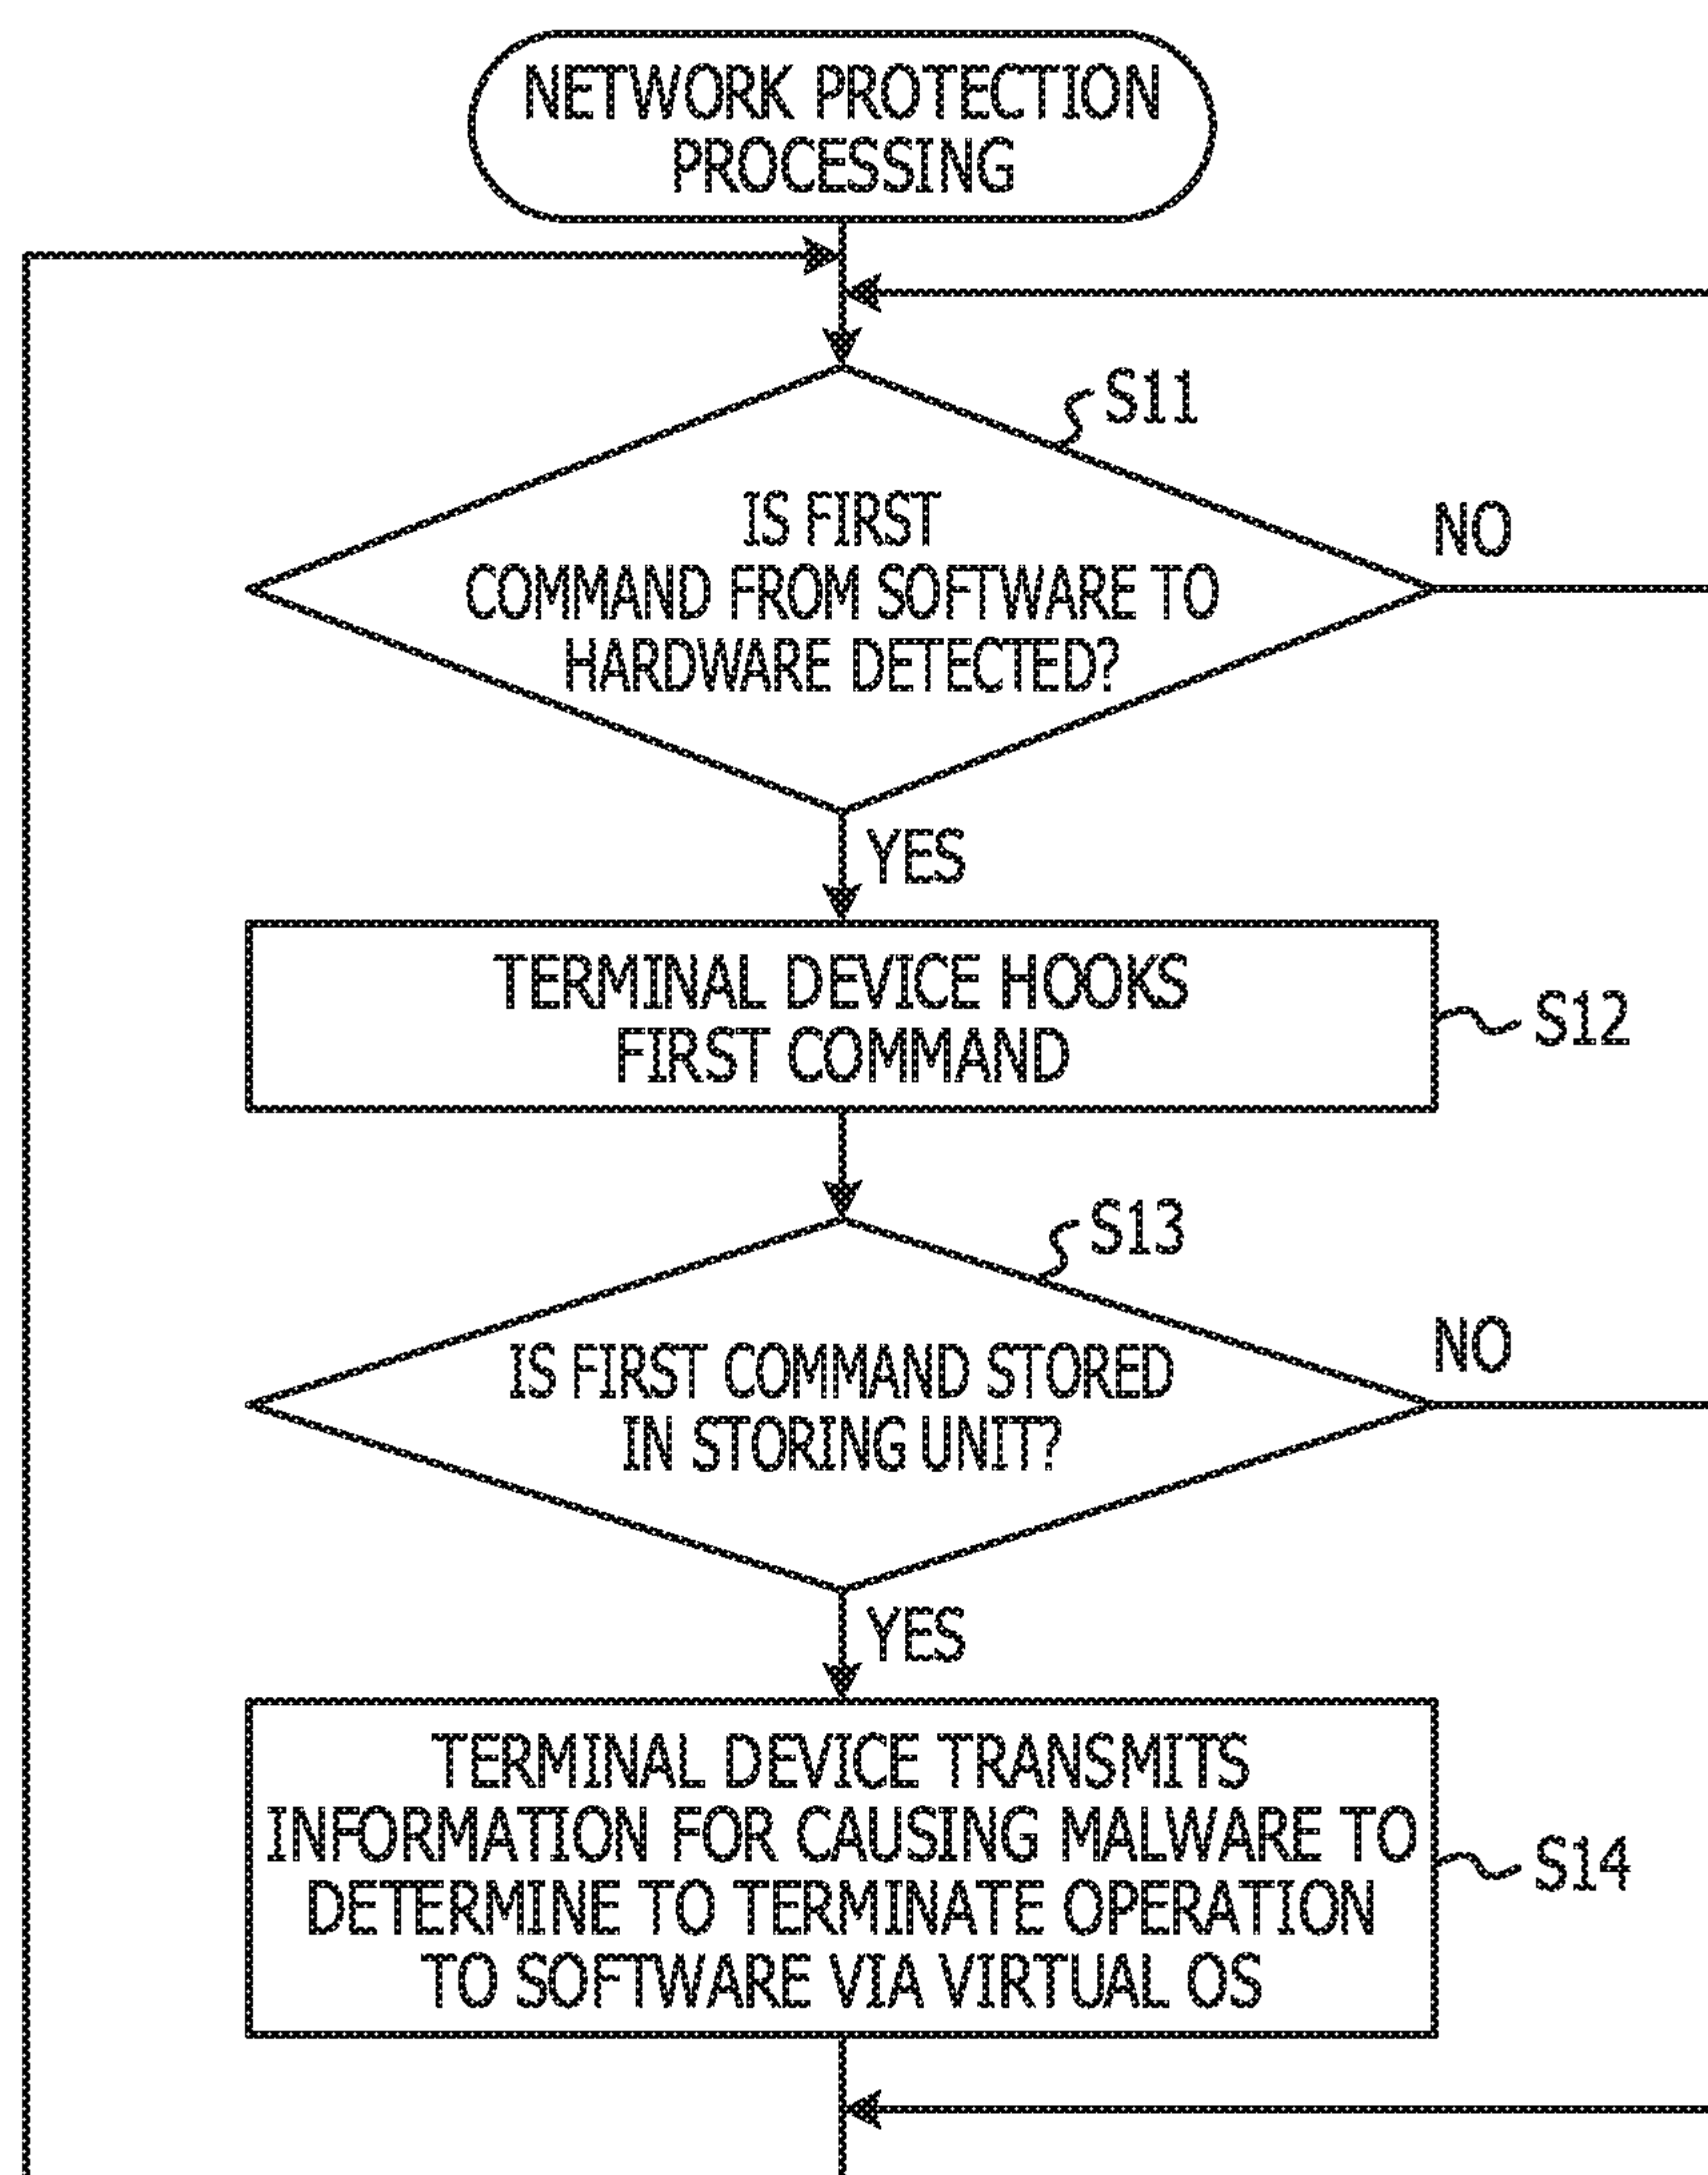 NETWORK PROTECTION
PROCESSING
S11
IS FIRST
COMMAND FROM SOFTWARE TO
HARDWARE DETECTED?
NO
YES
TERMINAL DEVICE HOOKS
FIRST COMMAND
S12
S13
IS FIRST COMMAND STORED
IN STORING UNIT?
NO
YES
TERMINAL DEVICE TRANSMITS
INFORMATION FOR CAUSING MALWARE TO
DETERMINE TO TERMINATE OPERATION
TO SOFTWARE VIA VIRTUAL OS
S14